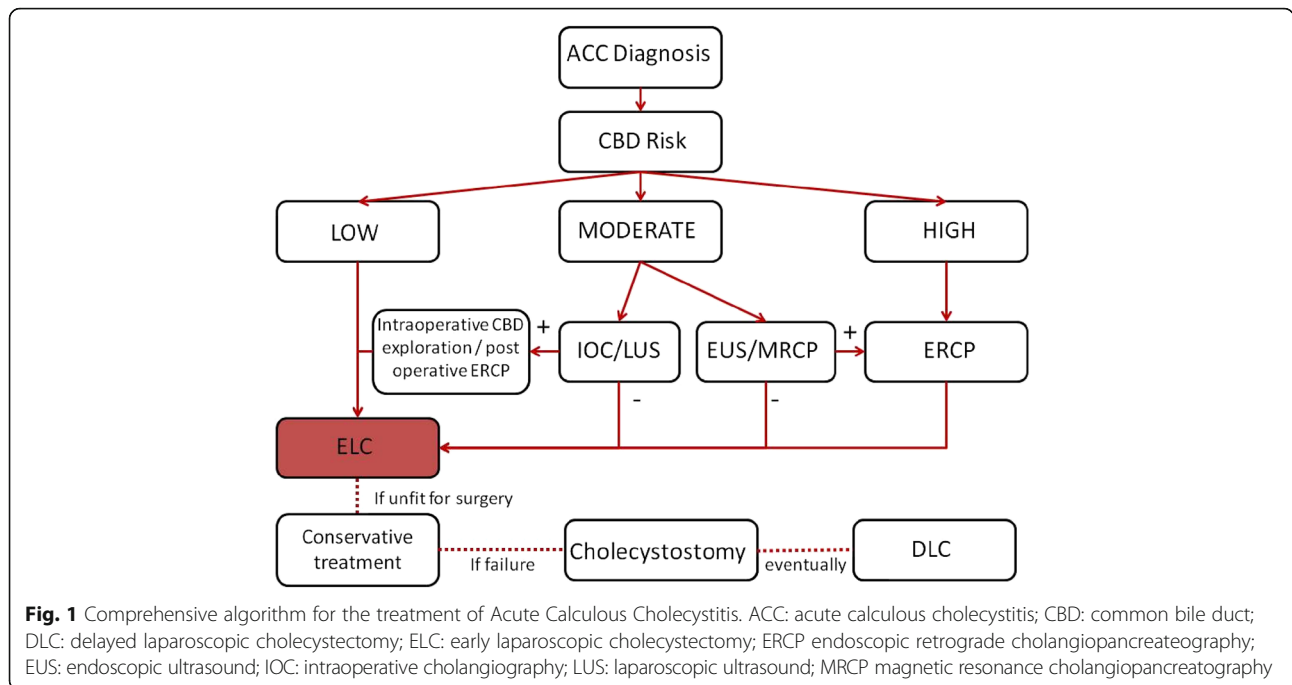 ACC Diagnosis
CBD Risk
LOW
MODERATE
HIGH
Intraoperative CBD
exploration / post
operative ERCP
+
IOC/LUS
EUS/MRCP
+
ERCP
-
-
ELC
If unfit for surgery
Conservative
treatment
If failure
Cholecystostomy
eventually
DLC
Fig. 1 Comprehensive algorithm for the treatment of Acute Calculous Cholecystitis. ACC: acute calculous cholecystitis; CBD: common bile duct;
DLC: delayed laparoscopic cholecystectomy; ELC: early laparoscopic cholecystectomy; ERCP endoscopic retrograde cholangiopancreateography;
EUS: endoscopic ultrasound; IOC: intraoperative cholangiography; LUS: laparoscopic ultrasound; MRCP magnetic resonance cholangiopancreatography